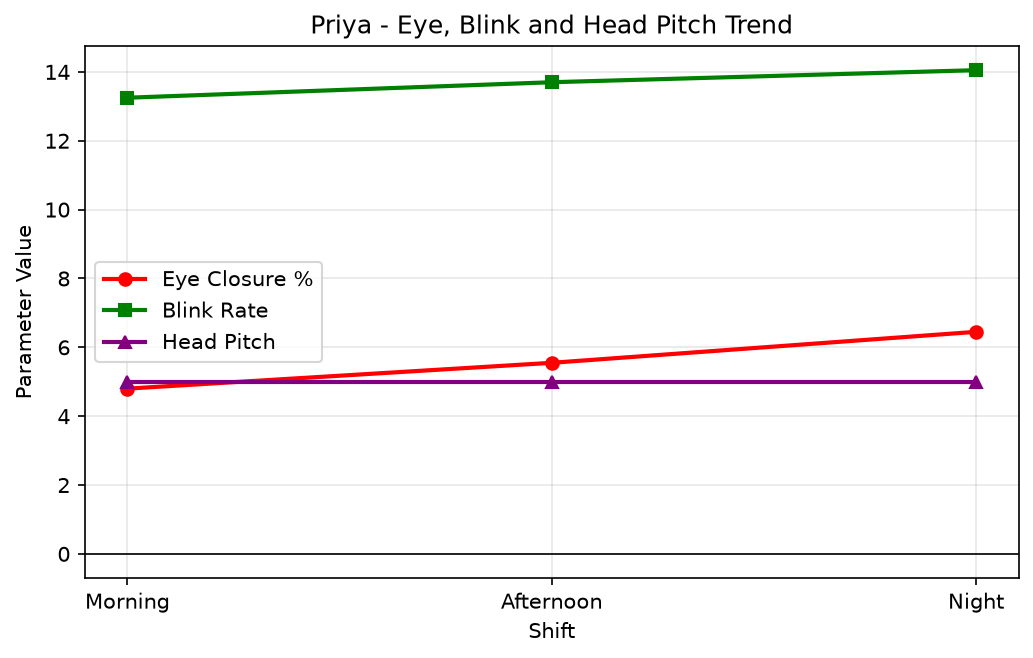 Priya - Eye, Blink and Head Pitch Trend
14
12
10
8
6
4
2
0
Parameter Value
Eye Closure %
Blink Rate
Head Pitch
Morning Afternoon Night
Shift